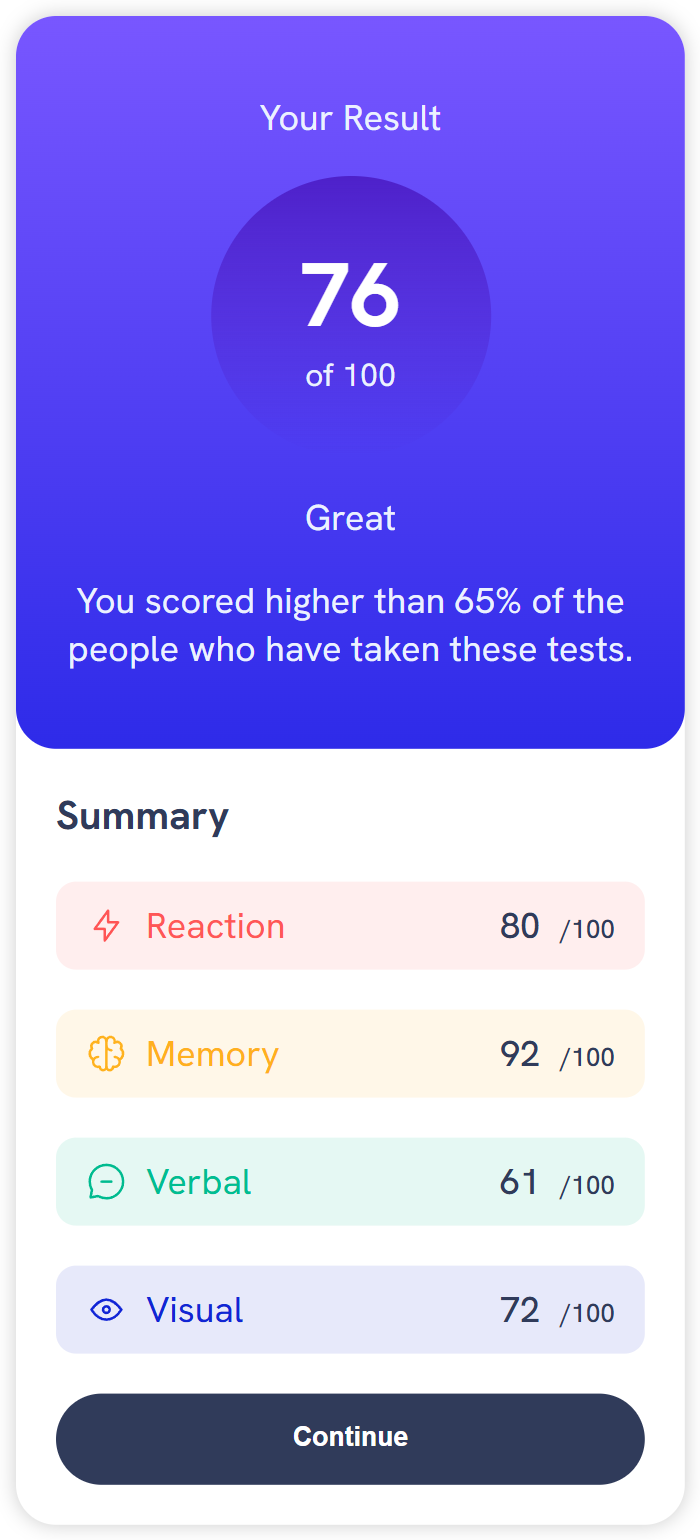 Your Result
76
of 100
Great
You scored higher than 65% of the
people who have taken these tests.
Summary
Reaction 80 /100
Memory 92 /100
Verbal 61 /100
Visual 72 /100
Continue